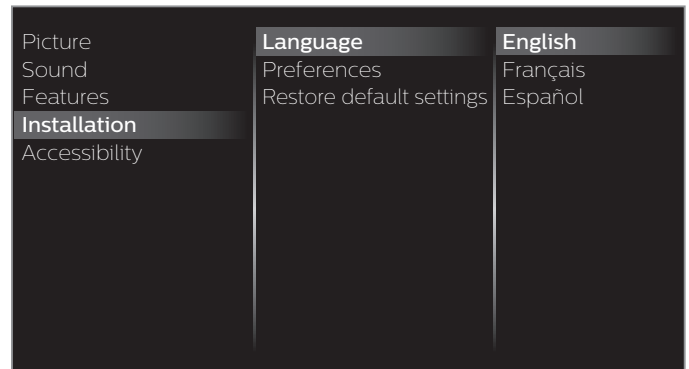 Picture
Sound
Features
Installation
Accessibility
Language
Preferences
Restore default settings
English
Français
Español